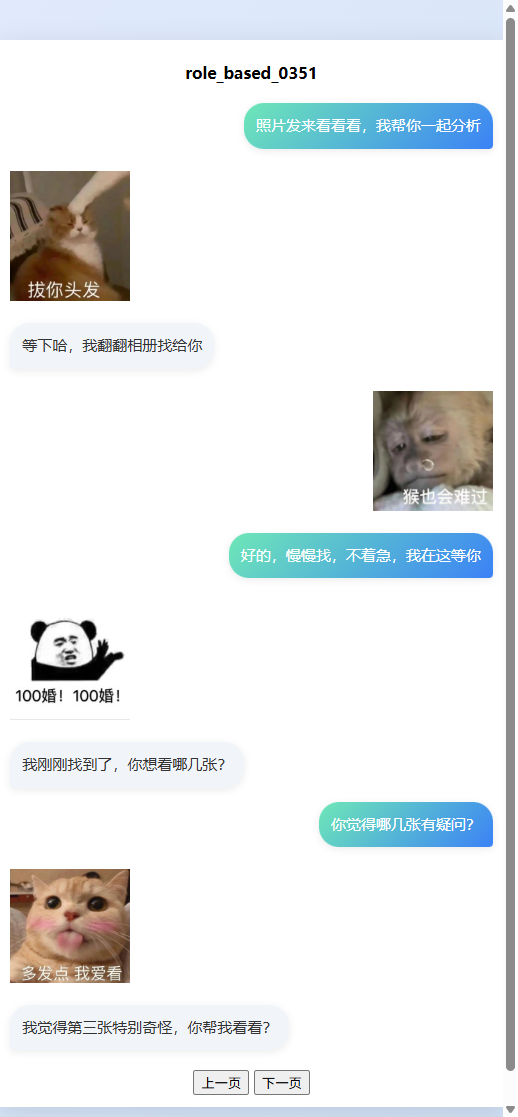 role_based_0351
照片发来看看看，我帮你一起分析
拔你头发
等下哈，我翻翻相册找给你
猴也会难过
好的，慢慢找，不着急，我在这等你
100婚！100婚！
我刚刚找到了，你想看哪几张？
你觉得哪几张有疑问？
多发点 我爱看
我觉得第三张特别奇怪，你帮我看看？
上一页 下一页